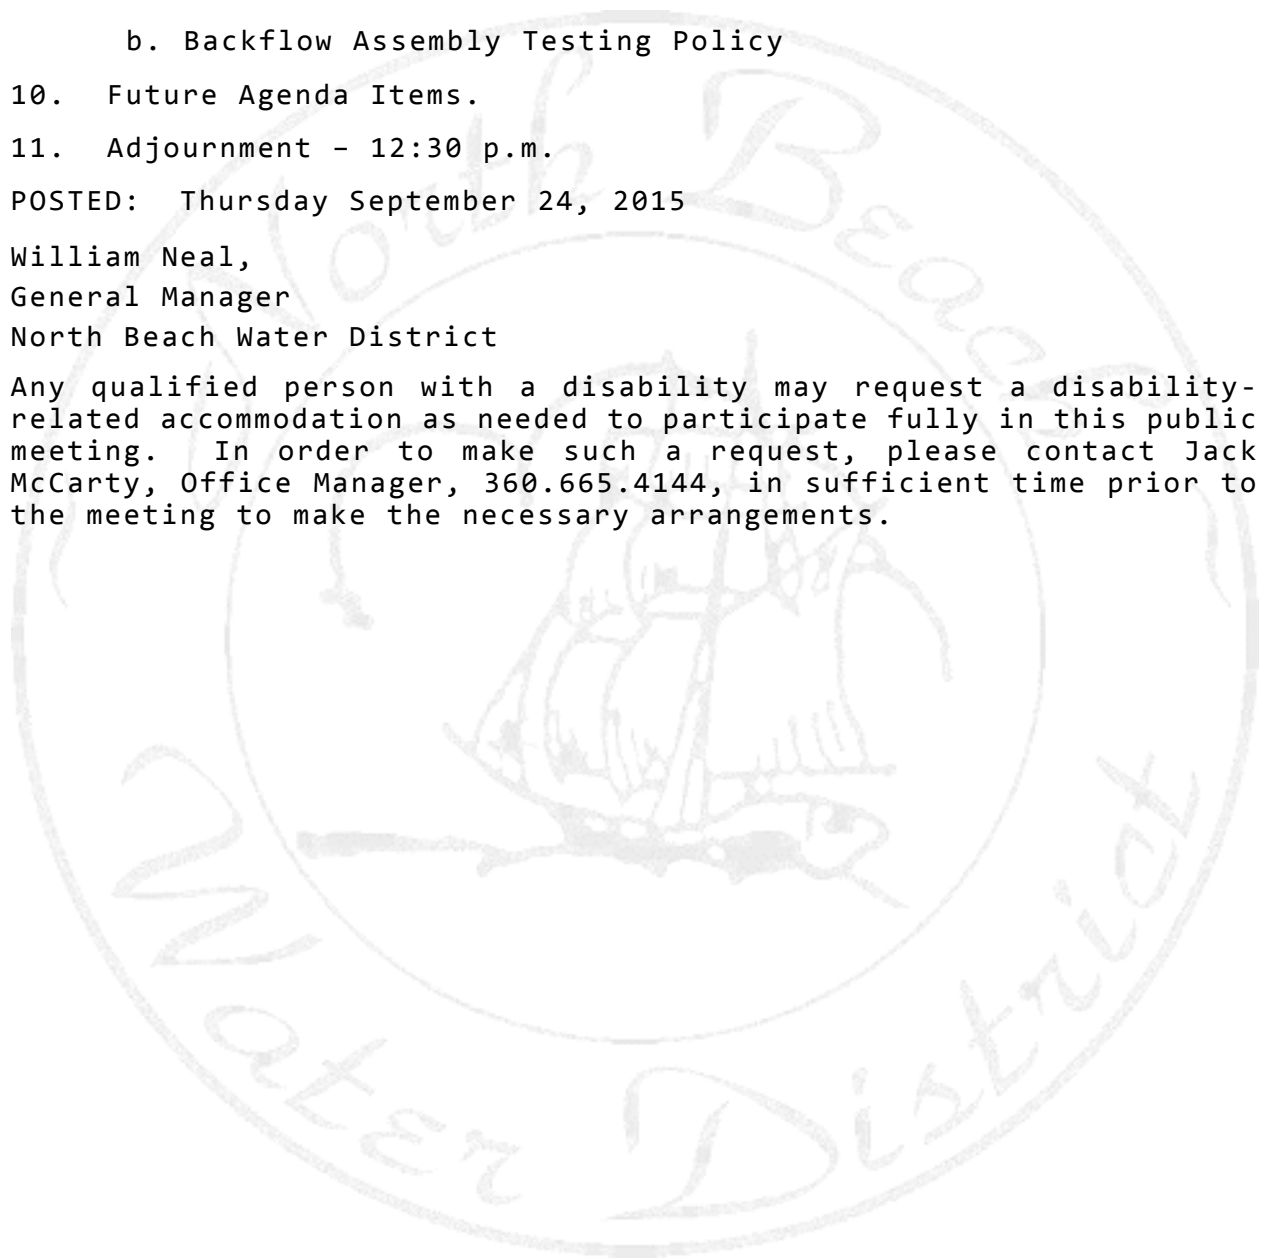 b. Backflow Assembly Testing Policy
10. Future Agenda Items.
11. Adjournment – 12:30 p.m.
POSTED: Thursday September 24, 2015
William Neal,
General Manager
North Beach Water District
Any qualified person with a disability may request a disability-
related accommodation as needed to participate fully in this public
meeting. In order to make such a request, please contact Jack
McCarty, Office Manager, 360.665.4144, in sufficient time prior to
the meeting to make the necessary arrangements.
North Beach
Water District